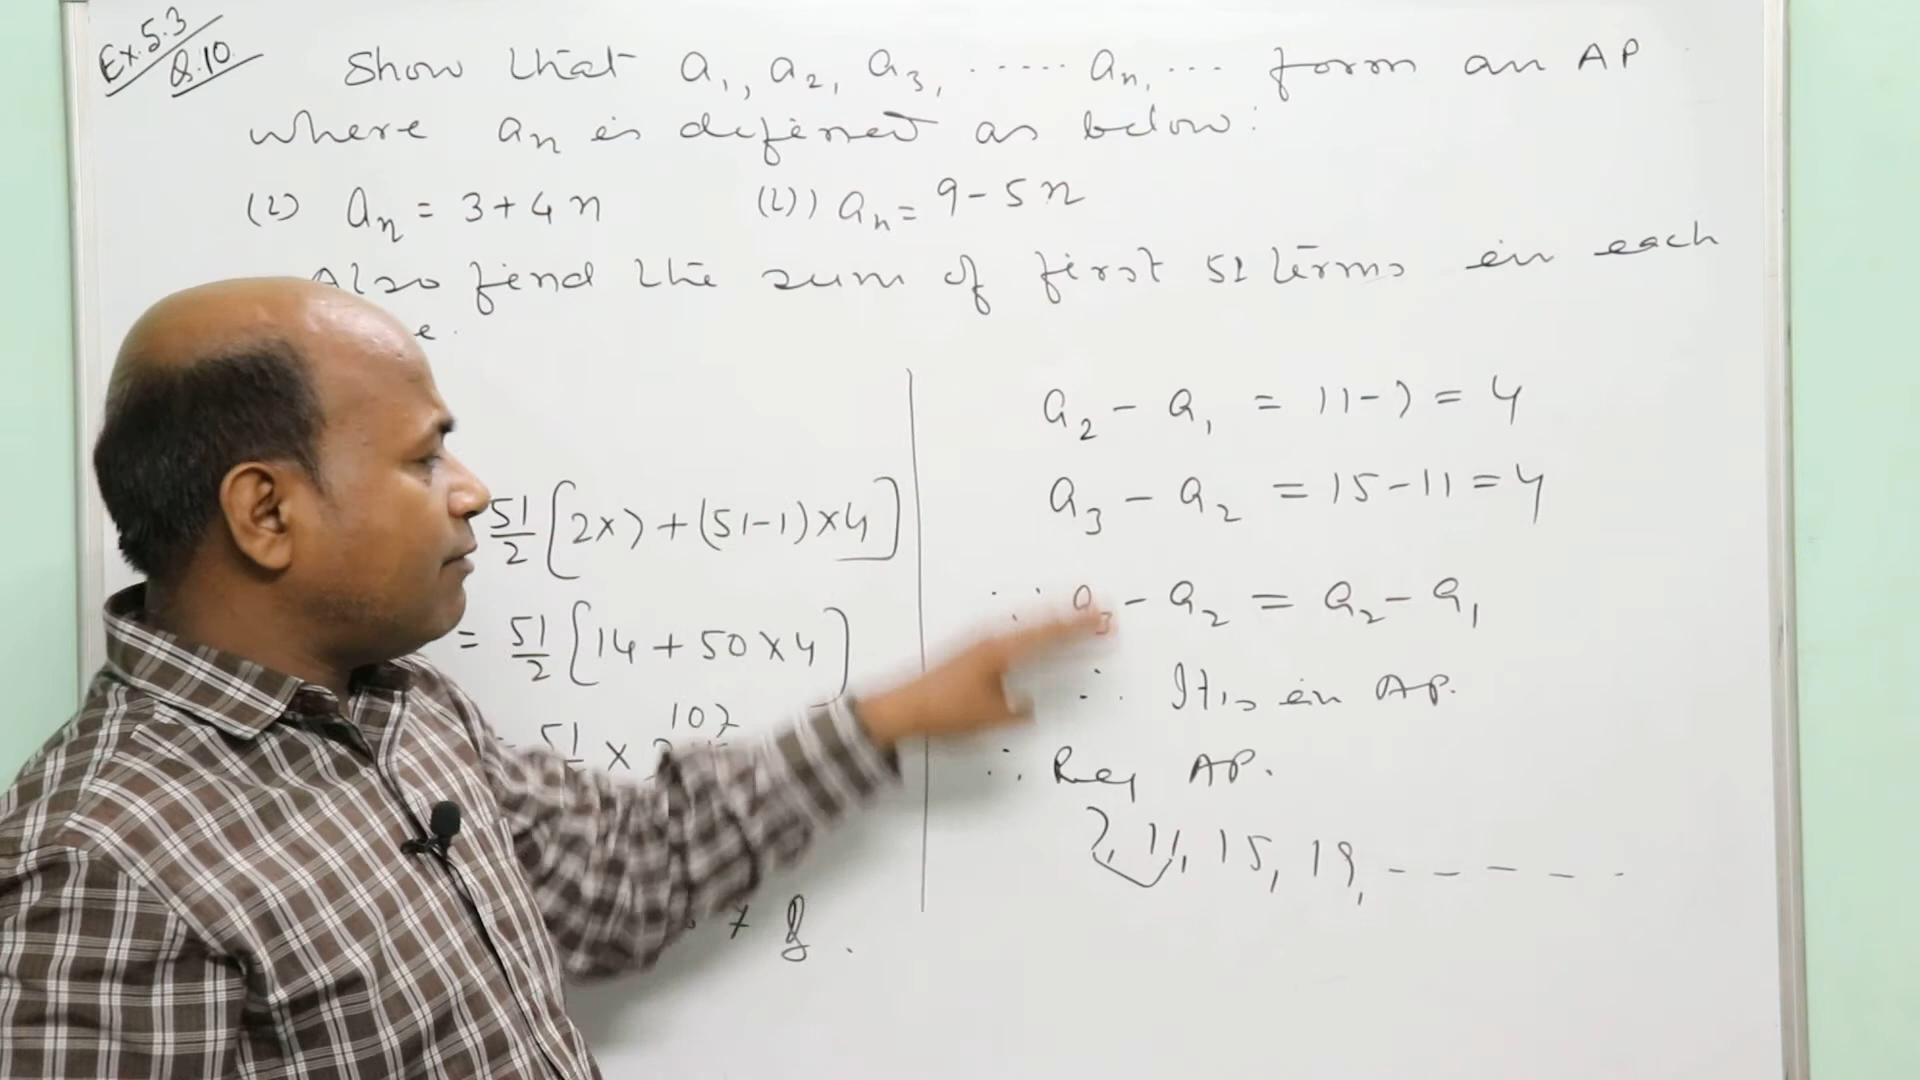 Ex. 5.3
Q.10.
Show that a₁, a₂, a₃, ..... aₙ, ... form an AP
where aₙ is defined as below:
(i) aₙ = 3+4n (ii) aₙ = 9-5n
Also find the sum of first 51 terms in each
51/2 [2×7+(51-1)×4]
= 51/2 [14+50×4]
107
51 ×
a₂ - a₁ = 11-7 = 4
a₃ - a₂ = 15-11 = 4
∵ a₃ - a₂ = a₂ - a₁
∴ It is in AP.
∴ Req AP.
7, 11, 15, 19, - - - - -